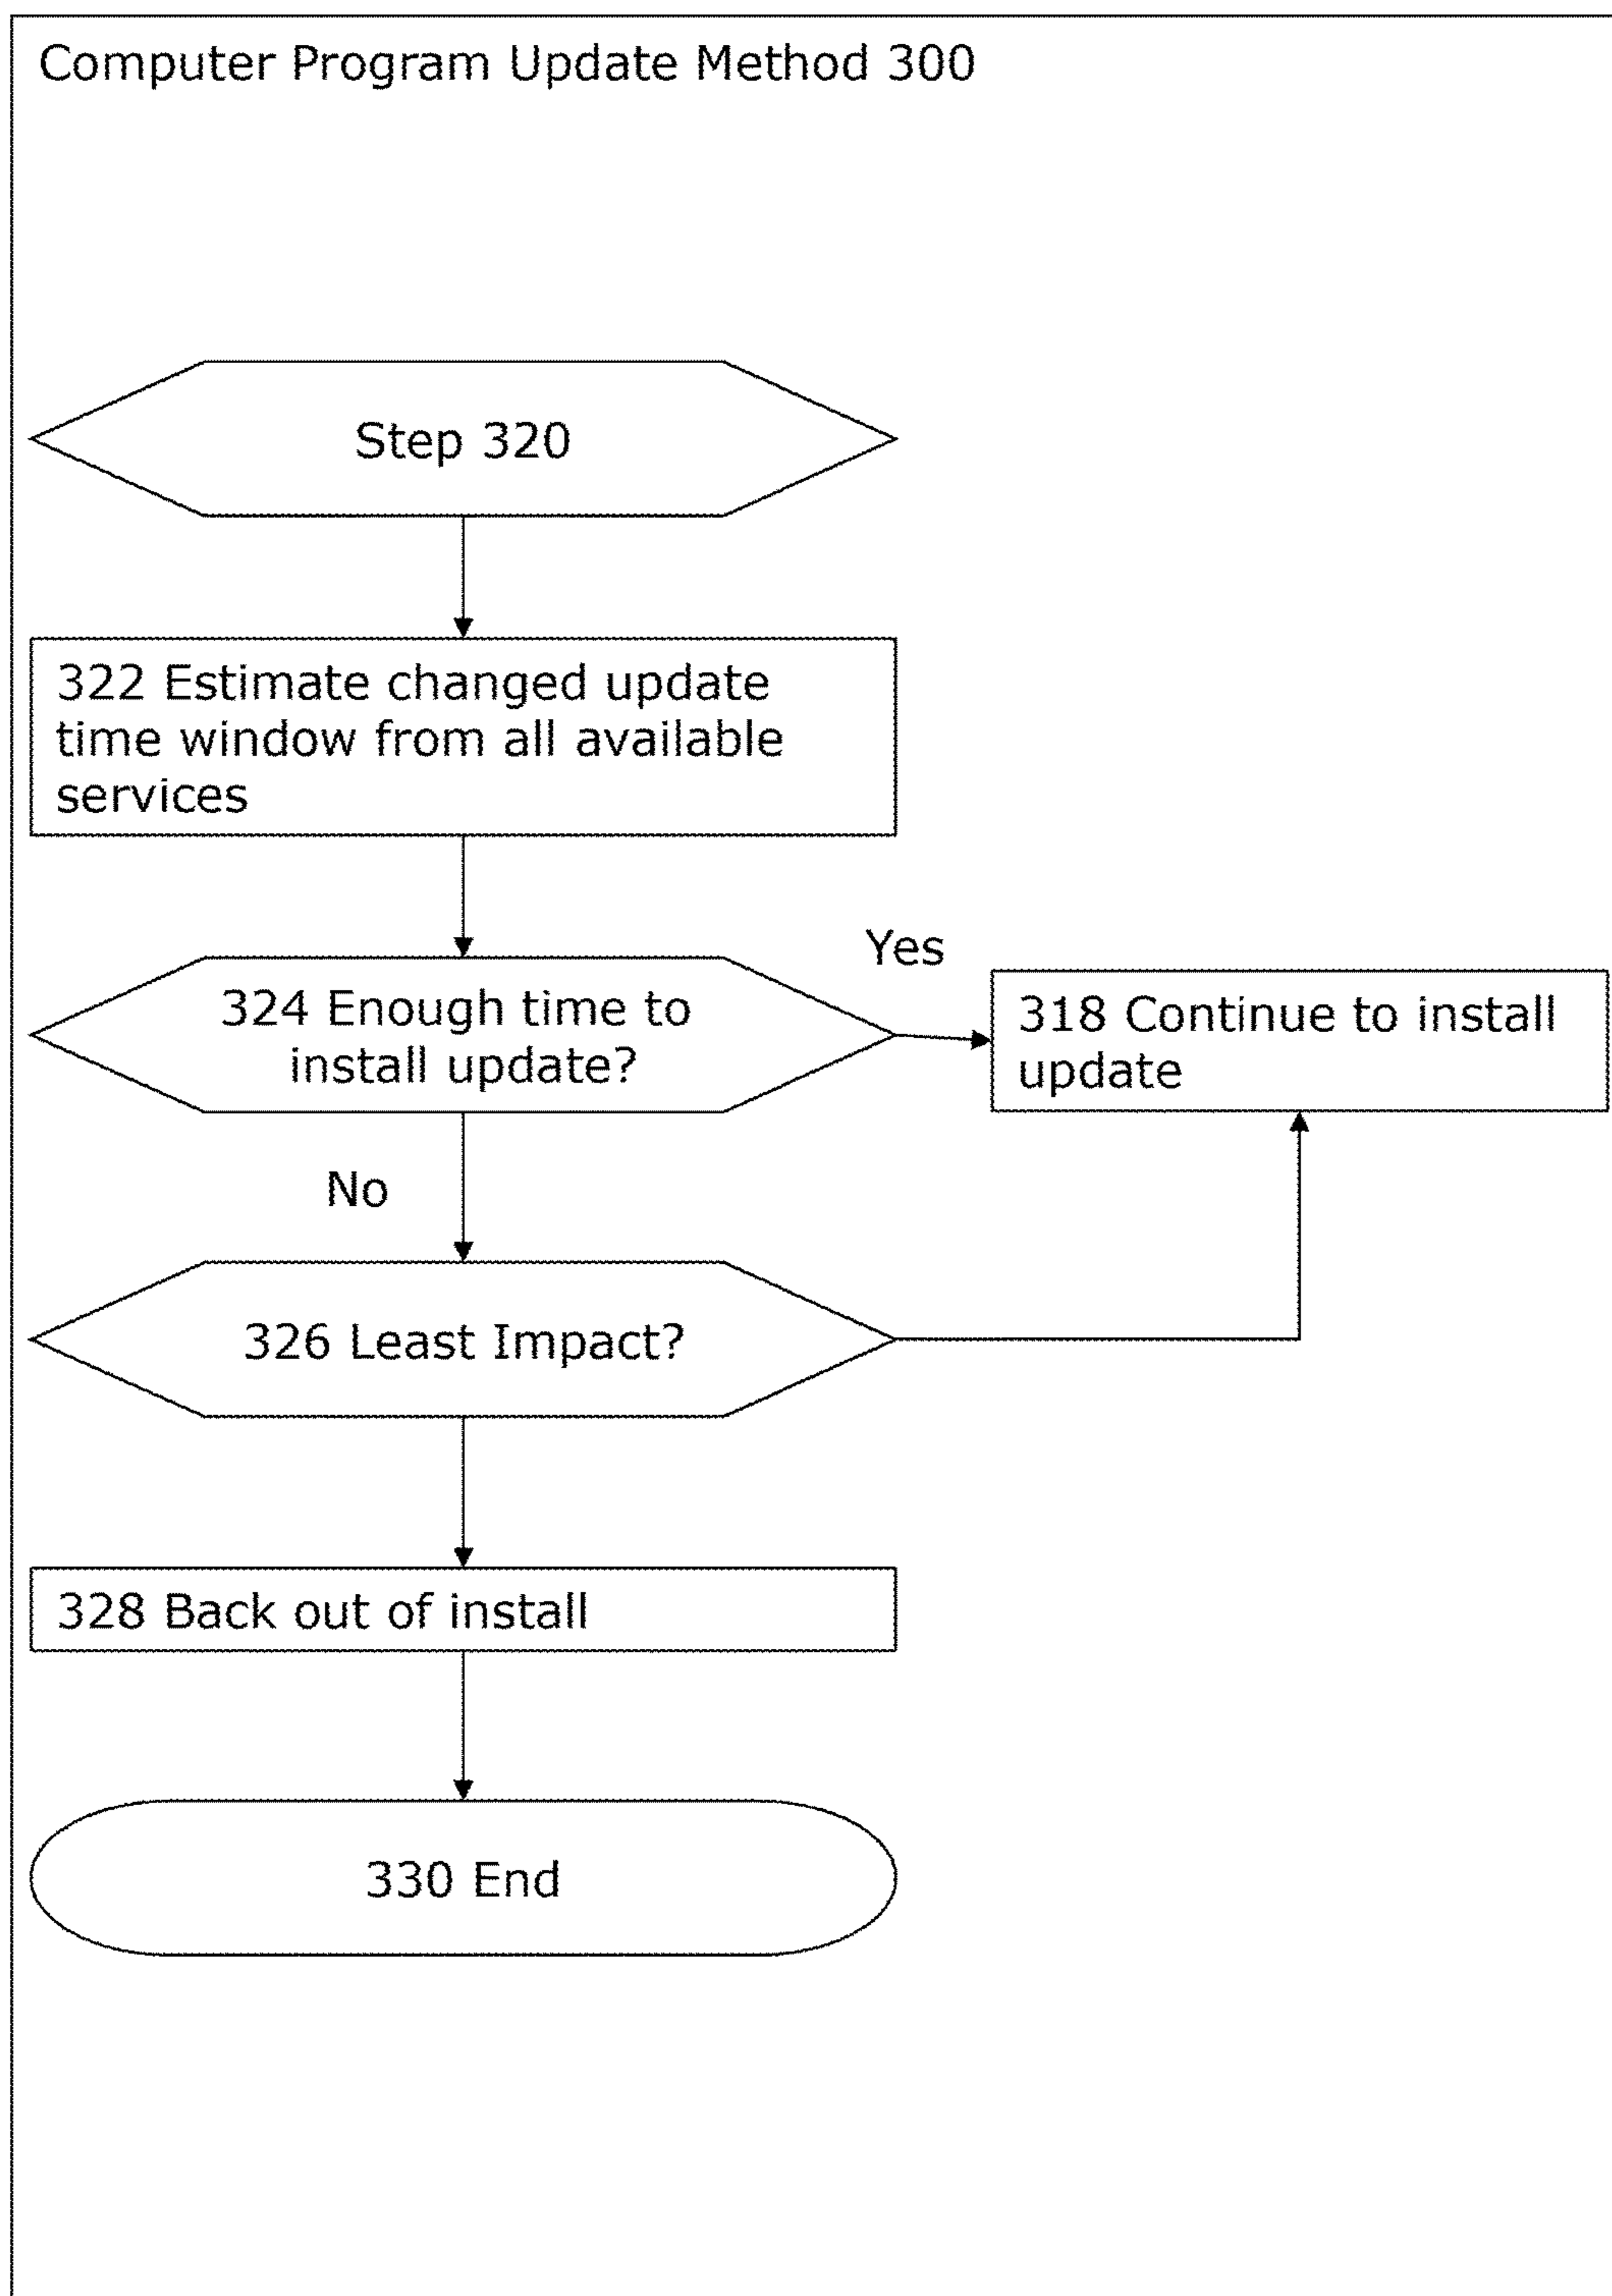 Computer Program Update Method 300
Step 320
322 Estimate changed update
time window from all available
services
324 Enough time to
install update?
Yes
318 Continue to install
update
No
326 Least Impact?
328 Back out of install
330 End